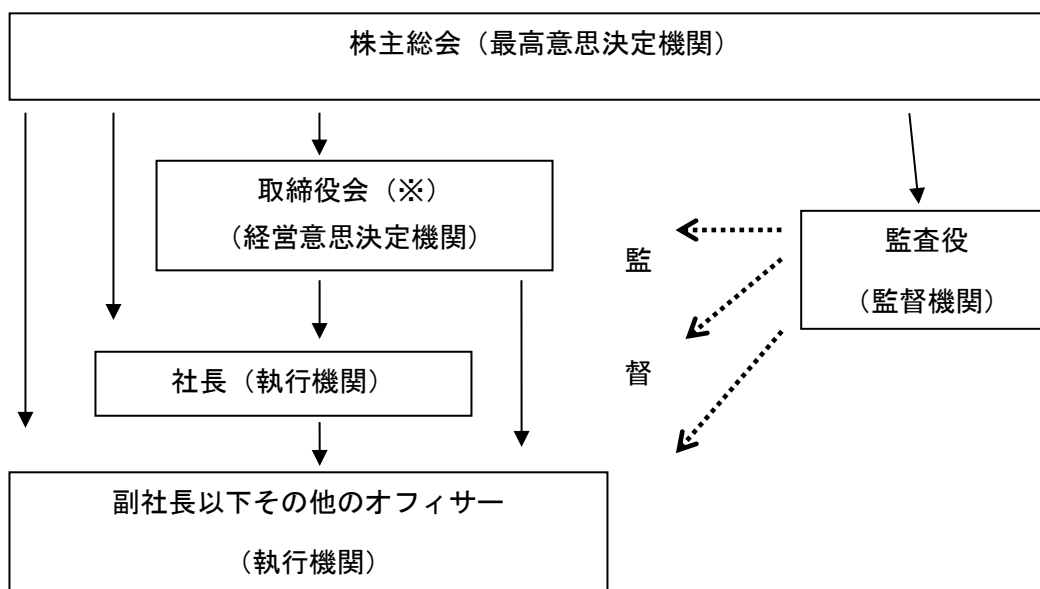 株主総会（最高意思決定機関）
取締役会（※）
（経営意思決定機関）
監
督
監査役
（監督機関）
社長（執行機関）
副社長以下その他のオフィサー
（執行機関）